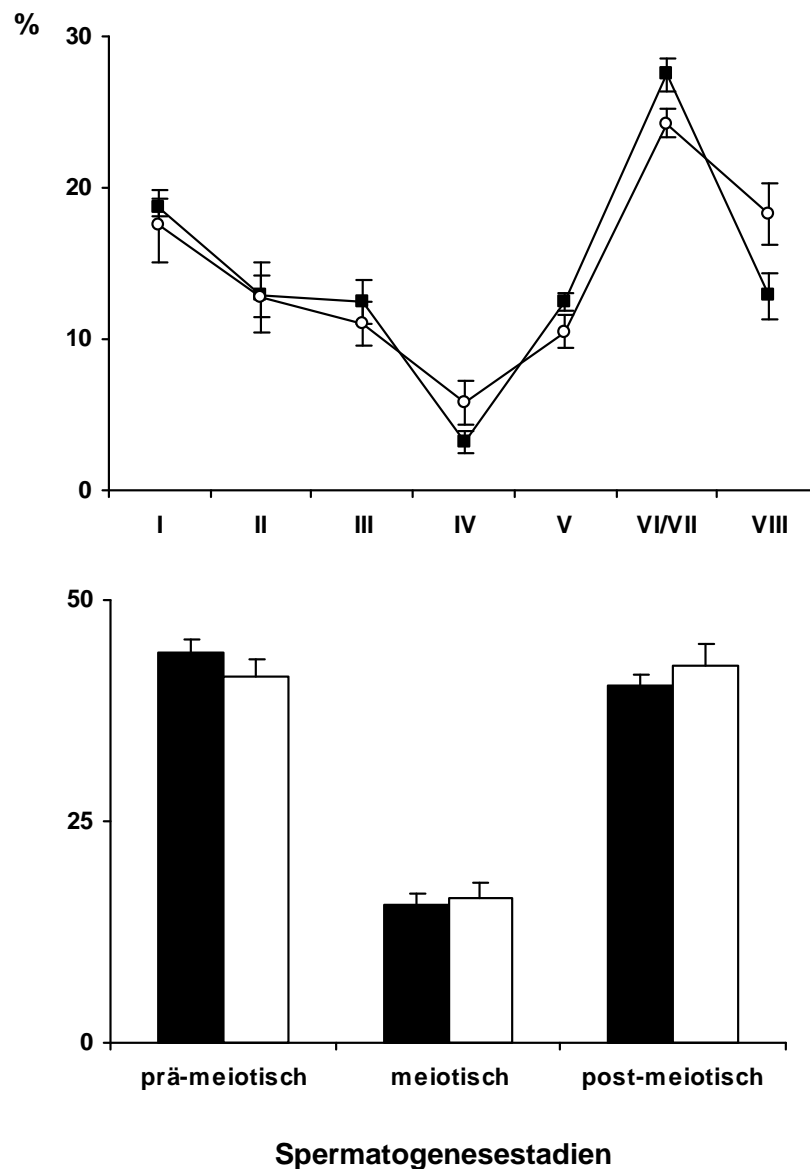 %
30
20
10
0
I II III IV V VI/VII VIII
50
25
0
prä-meiotisch meiotisch post-meiotisch
Spermatogenesestadien